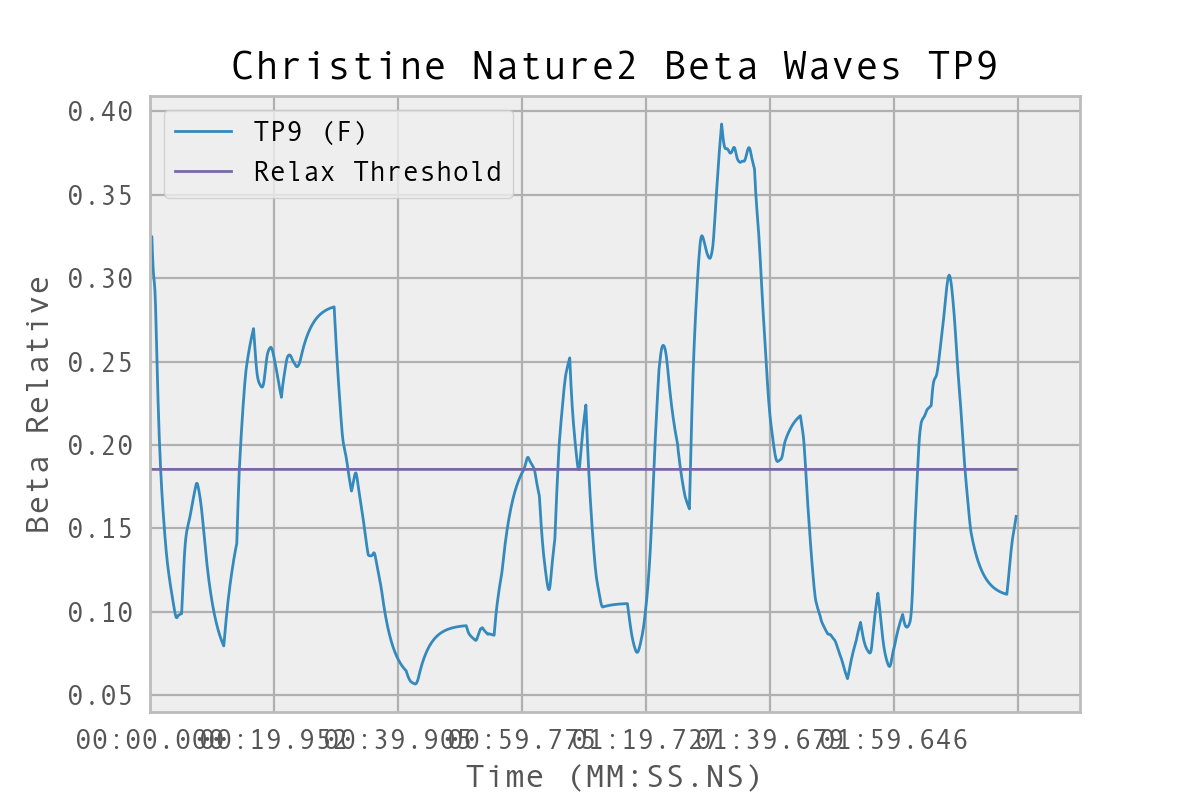 Christine Nature2 Beta Waves TP9
TP9 (F)
Relax Threshold
0.40
0.35
0.30
0.25
0.20
0.15
0.10
0.05
Beta Relative
00:00.000 00:19.952 00:39.905 00:59.775 01:19.727 01:39.679 01:59.646
Time (MM:SS.NS)